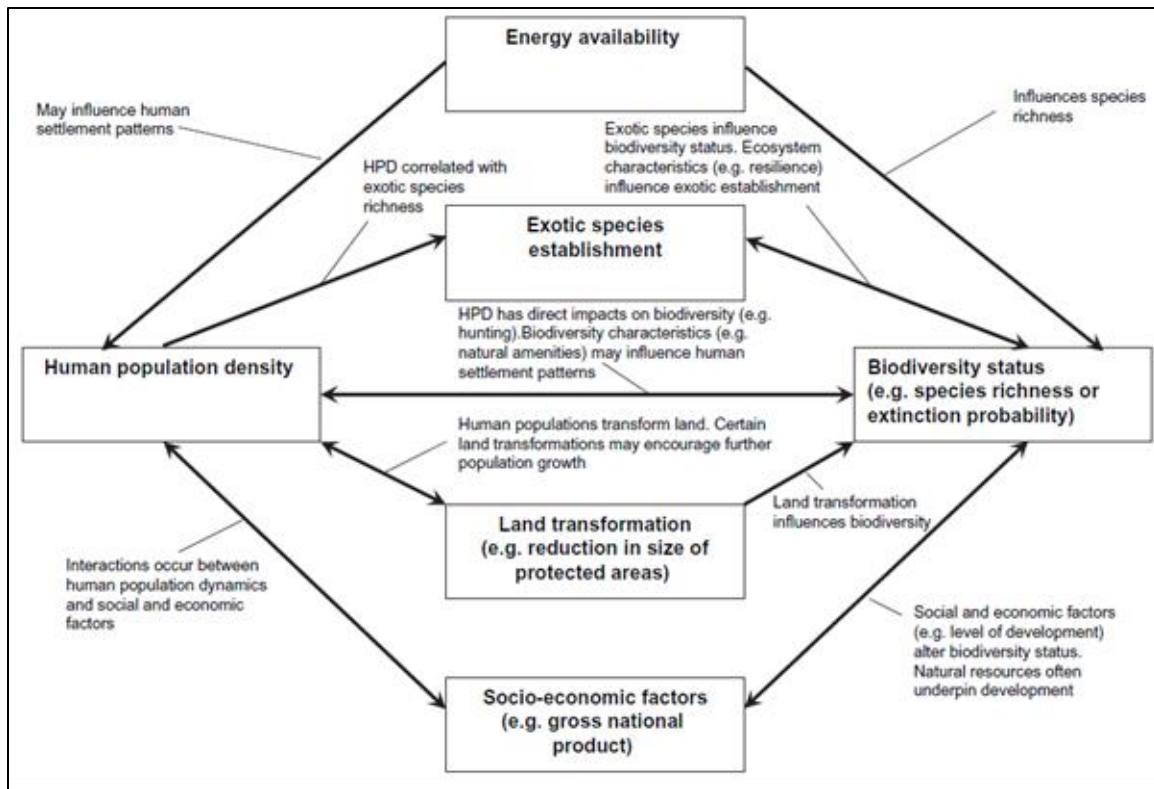 Energy availability
May influence human
settlement patterns
Influences species
richness
Exotic species influence
biodiversity status. Ecosystem
characteristics (e.g. resilience)
influence exotic establishment
HPD correlated with
exotic species
richness
Exotic species
establishment
HPD has direct impacts on biodiversity (e.g.
hunting).Biodiversity characteristics (e.g.
natural amenities) may influence human
settlement patterns
Human population density
Biodiversity status
(e.g. species richness or
extinction probability)
Human populations transform land. Certain
land transformations may encourage further
population growth
Land transformation
influences biodiversity
Land transformation
(e.g. reduction in size of
protected areas)
Interactions occur between
human population dynamics
and social and economic
factors
Social and economic factors
(e.g. level of development)
alter biodiversity status.
Natural resources often
underpin development
Socio-economic factors
(e.g. gross national
product)